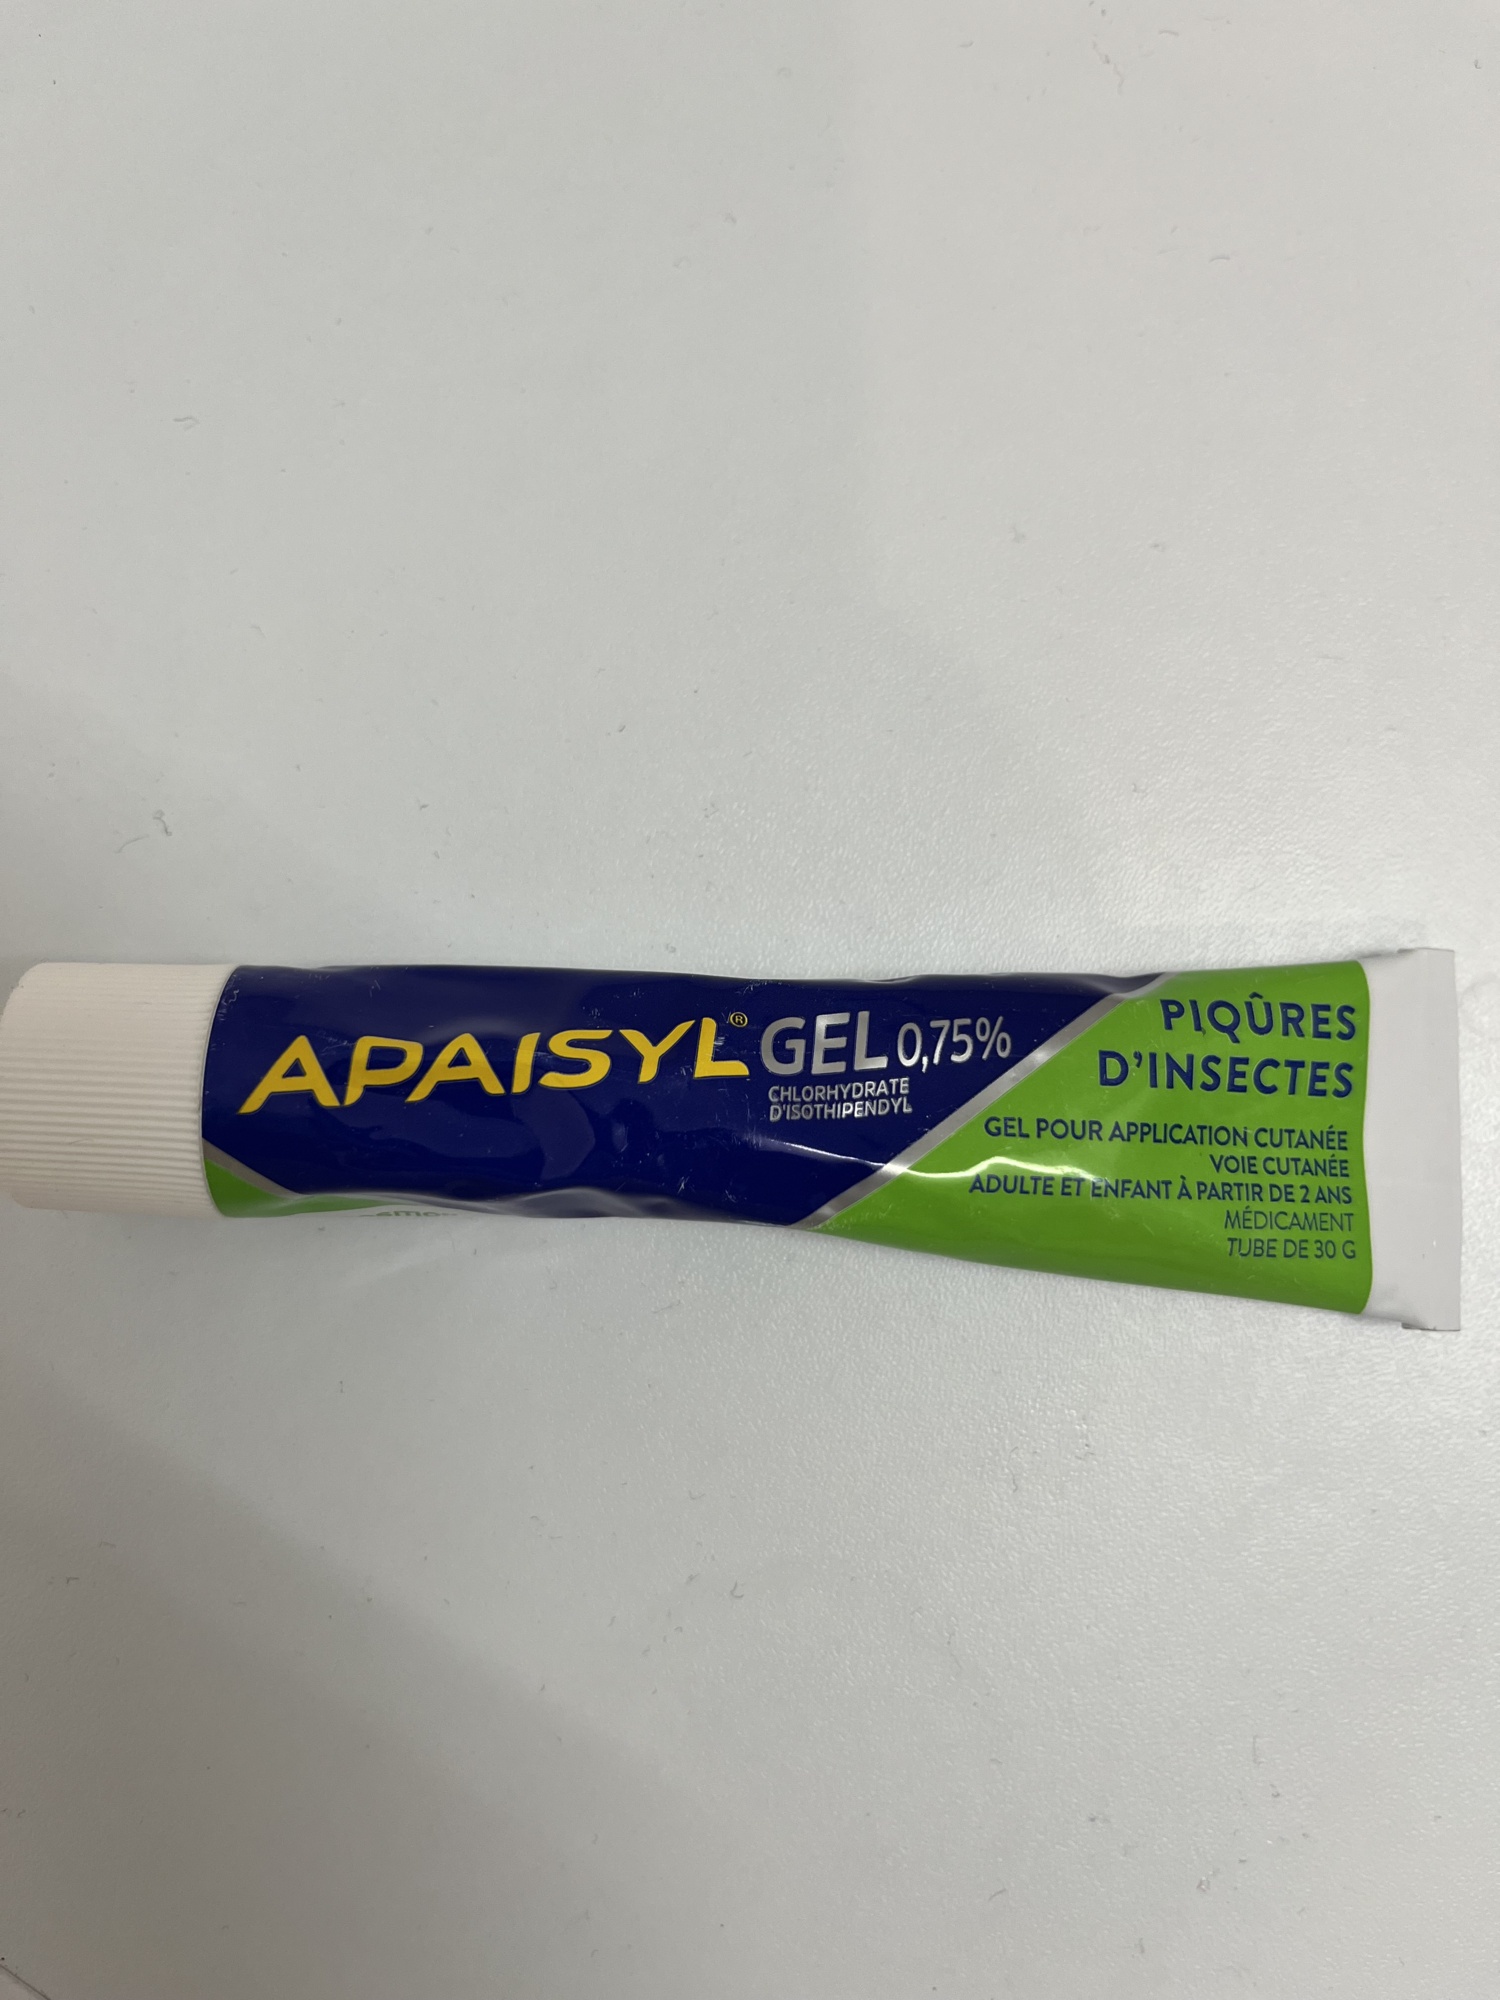 APAISYL® GEL 0,75%
CHLORHYDRATE
D'ISOTHIPENDYL
PIQÛRES
D'INSECTES
GEL POUR APPLICATION CUTANÉE
VOIE CUTANÉE
ADULTE ET ENFANT À PARTIR DE 2 ANS
MÉDICAMENT
TUBE DE 30 G